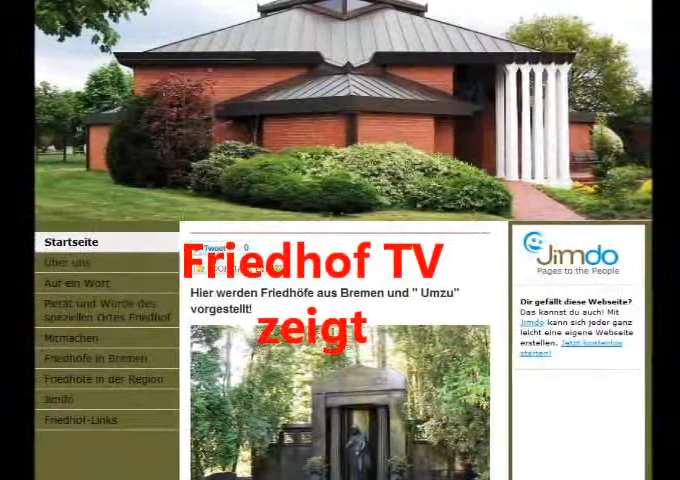 Startseite
Über uns
Auf ein Wort
Pietät und Würde des
speziellen Ortes Friedhof
Mitmachen
Friedhöfe in Bremen
Friedhöfe in der Region
Jimdo
Friedhof-Links
Tweet 0
Friedhof TV
Hier werden Friedhöfe aus Bremen und " Umzu"
vorgestellt!
zeigt
Jimdo
Pages to the People
Dir gefällt diese Webseite?
Das kannst du auch! Mit
Jimdo kann sich jeder ganz
leicht eine eigene Webseite
erstellen. Jetzt kostenlos
starten!